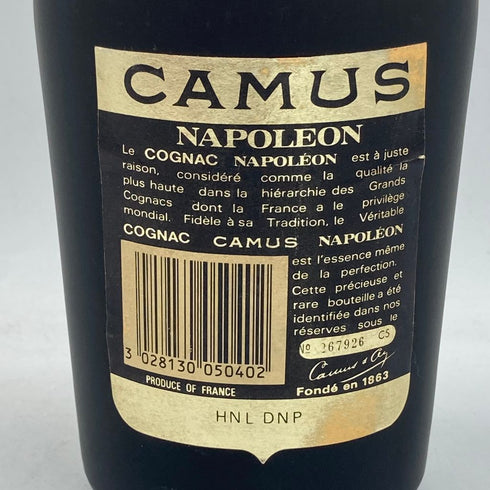 CAMUS
NAPOLEON
Le COGNAC NAPOLÉON est à juste
raison, considéré comme la qualité la
plus haute dans la hiérarchie des Grands
Cognacs dont la France a le privilège
mondial. Fidèle à sa Tradition, le Véritable
COGNAC CAMUS NAPOLÉON
est l'essence même
de la perfection.
Cette précieuse et
rare bouteille a été
identifiée dans nos
réserves sous le
No 267926 CS
3 028130 050402
Camus & Cie
PRODUCE OF FRANCE
Fondé en 1863
HNL DNP